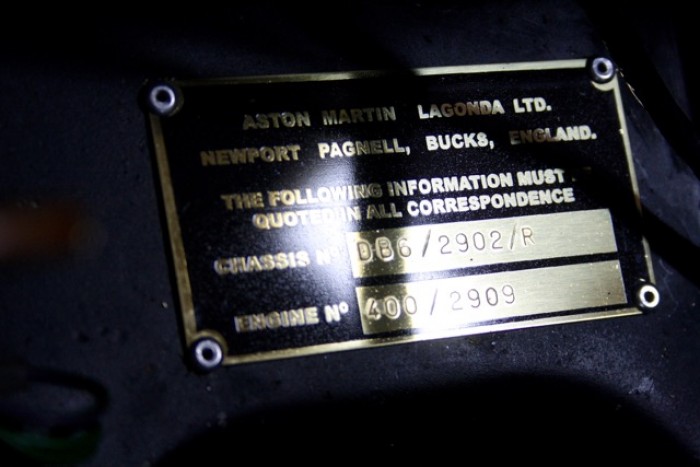 ASTON MARTIN LAGONDA LTD.
NEWPORT PAGNELL, BUCKS, ENGLAND.
THE FOLLOWING INFORMATION MUST
QUOTED IN ALL CORRESPONDENCE
CHASSIS Nº DB6/2902/R
ENGINE Nº 400/2909